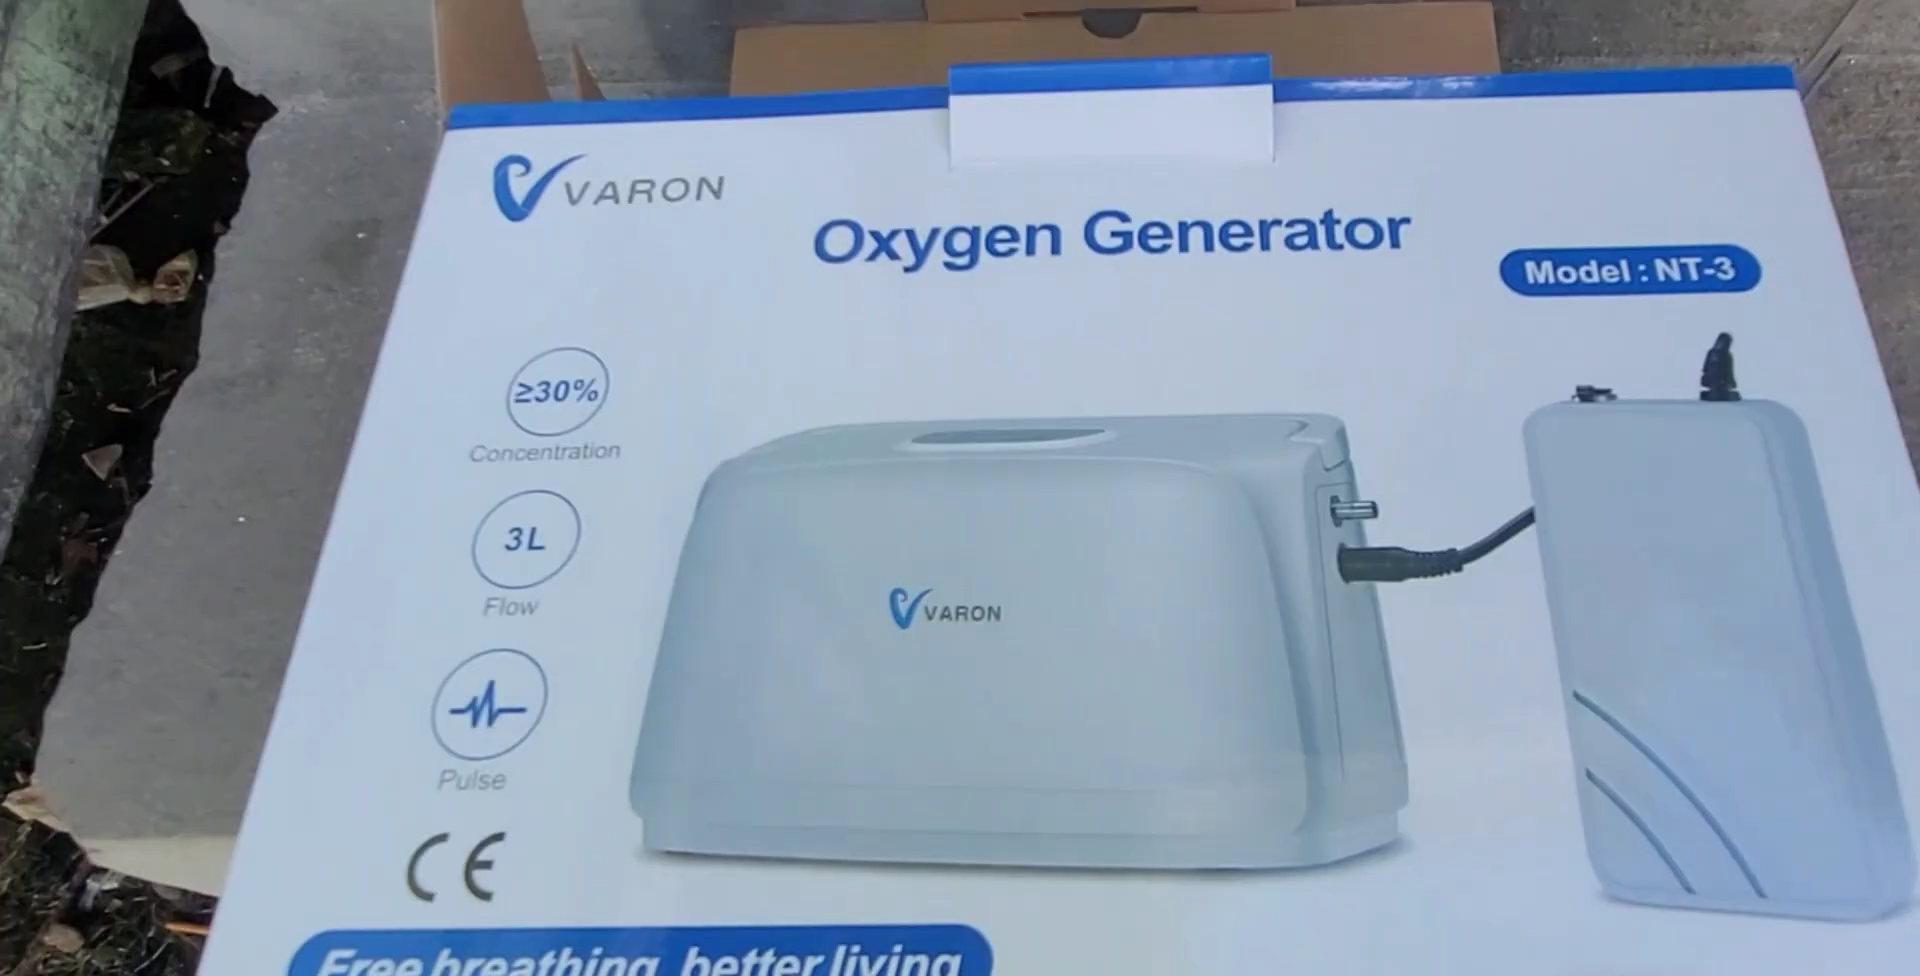 VARON
Oxygen Generator
Model : NT-3
≥30%
Concentration
3L
Flow
Pulse
VARON
CE
Free breathing, better living